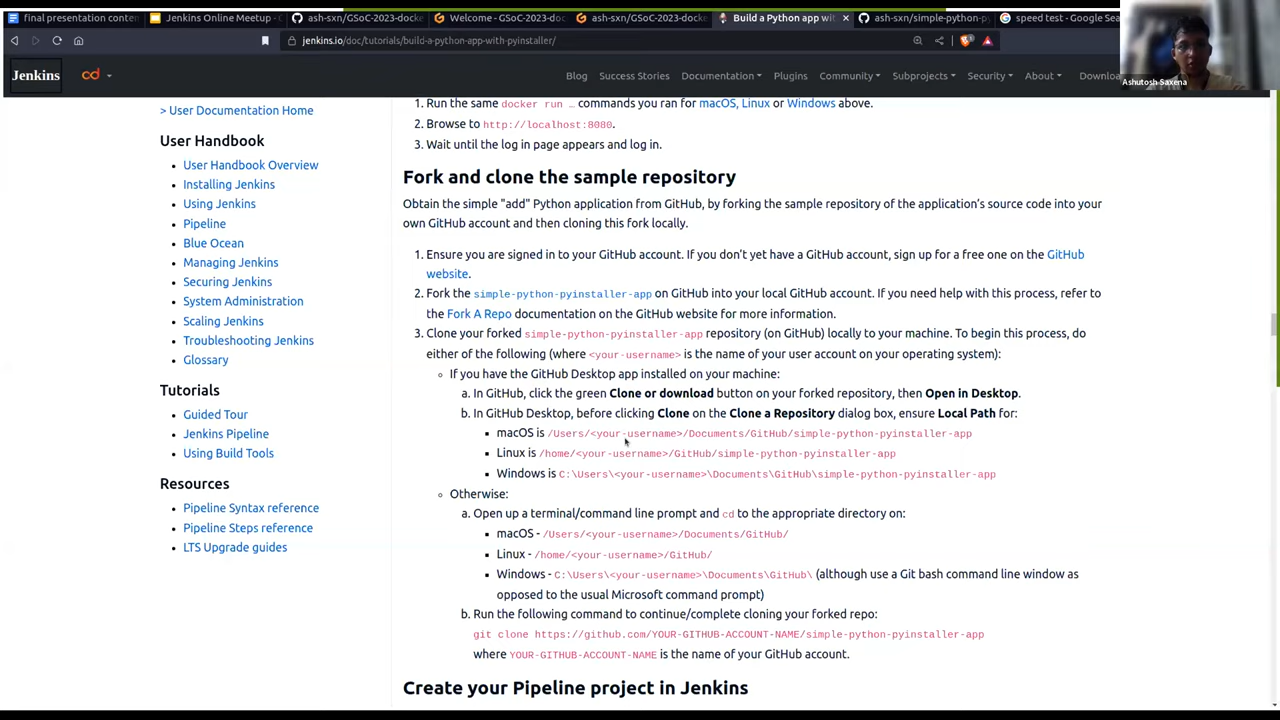 final presentation content
Jenkins Online Meetup - G
ash-sxn/GSoC-2023-docke
Welcome - GSoC-2023-do
ash-sxn/GSoC-2023-docke
Build a Python app wit
ash-sxn/simple-python-py
speed test - Google Sea
jenkins.io/doc/tutorials/build-a-python-app-with-pyinstaller/
Ashutosh Saxena
Jenkins
cd
Blog
Success Stories
Documentation
Plugins
Community
Subprojects
Security
About
Downloa
> User Documentation Home
User Handbook
User Handbook Overview
Installing Jenkins
Using Jenkins
Pipeline
Blue Ocean
Managing Jenkins
Securing Jenkins
System Administration
Scaling Jenkins
Troubleshooting Jenkins
Glossary
Tutorials
Guided Tour
Jenkins Pipeline
Using Build Tools
Resources
Pipeline Syntax reference
Pipeline Steps reference
LTS Upgrade guides
1. Run the same docker run … commands you ran for macOS, Linux or Windows above.
2. Browse to http://localhost:8080.
3. Wait until the log in page appears and log in.
Fork and clone the sample repository
Obtain the simple "add" Python application from GitHub, by forking the sample repository of the application's source code into your
own GitHub account and then cloning this fork locally.
1. Ensure you are signed in to your GitHub account. If you don't yet have a GitHub account, sign up for a free one on the GitHub
website.
2. Fork the simple-python-pyinstaller-app on GitHub into your local GitHub account. If you need help with this process, refer to
the Fork A Repo documentation on the GitHub website for more information.
3. Clone your forked simple-python-pyinstaller-app repository (on GitHub) locally to your machine. To begin this process, do
either of the following (where <your-username> is the name of your user account on your operating system):
If you have the GitHub Desktop app installed on your machine:
a. In GitHub, click the green Clone or download button on your forked repository, then Open in Desktop.
b. In GitHub Desktop, before clicking Clone on the Clone a Repository dialog box, ensure Local Path for:
macOS is /Users/<your-username>/Documents/GitHub/simple-python-pyinstaller-app
Linux is /home/<your-username>/GitHub/simple-python-pyinstaller-app
Windows is C:\Users\<your-username>\Documents\GitHub\simple-python-pyinstaller-app
Otherwise:
a. Open up a terminal/command line prompt and cd to the appropriate directory on:
macOS - /Users/<your-username>/Documents/GitHub/
Linux - /home/<your-username>/GitHub/
Windows - C:\Users\<your-username>\Documents\GitHub\ (although use a Git bash command line window as
opposed to the usual Microsoft command prompt)
b. Run the following command to continue/complete cloning your forked repo:
git clone https://github.com/YOUR-GITHUB-ACCOUNT-NAME/simple-python-pyinstaller-app
where YOUR-GITHUB-ACCOUNT-NAME is the name of your GitHub account.
Create your Pipeline project in Jenkins